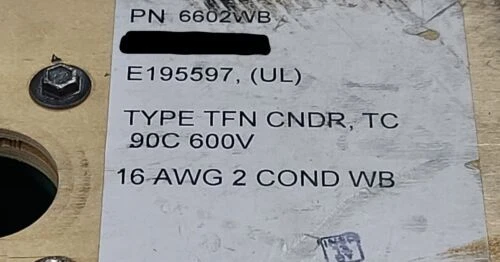 PN 6602WB
E195597, (UL)
TYPE TFN CNDR, TC
90C 600V
16 AWG 2 COND WB